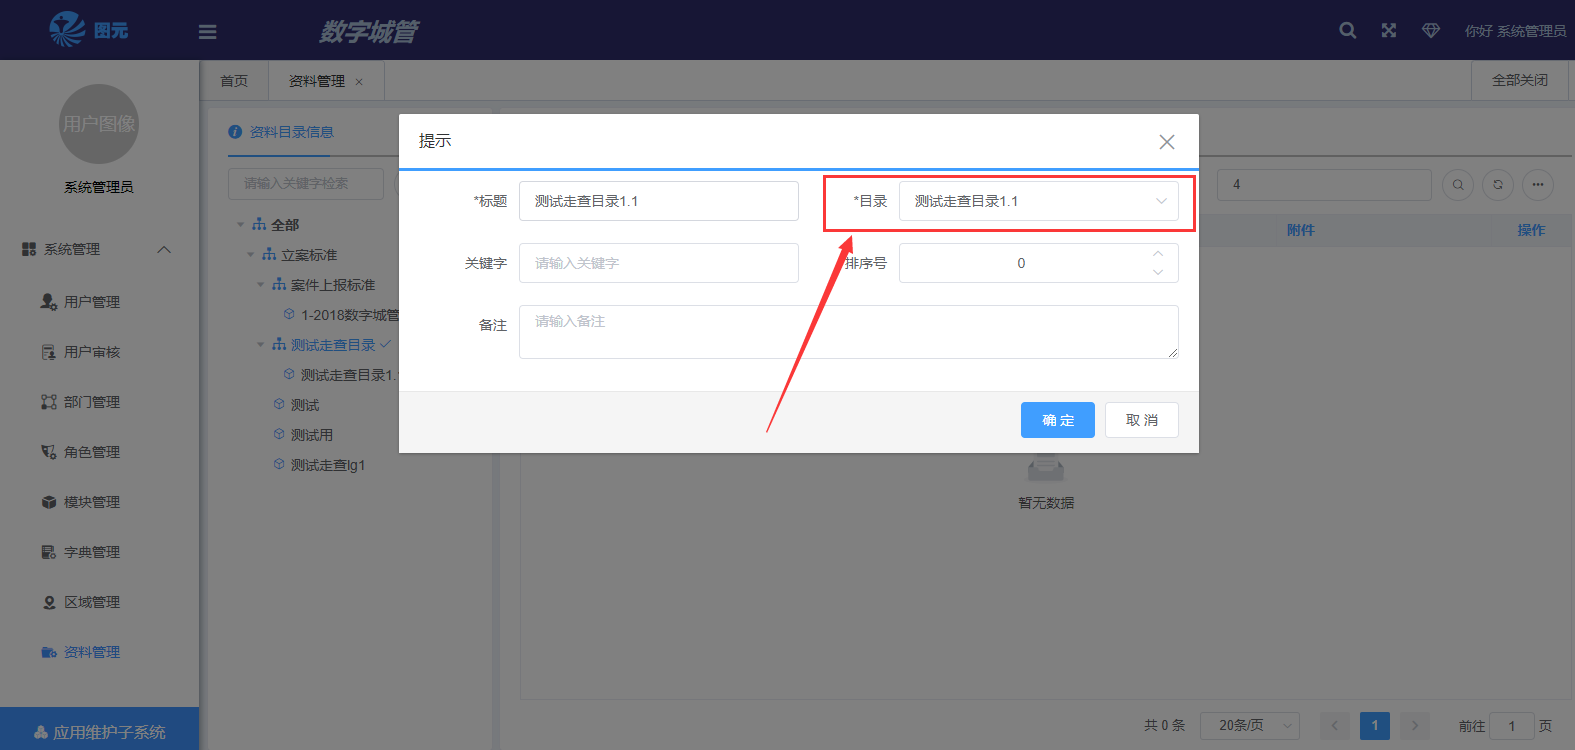 图元
数字城管
你好 系统管理员
首页
资料管理
全部关闭
用户图像
系统管理员
系统管理
用户管理
用户审核
部门管理
角色管理
模块管理
字典管理
区域管理
资料管理
应用维护子系统
资料目录信息
请输入关键字检索
全部
立案标准
案件上报标准
1-2018数字城管
测试走查目录
测试走查目录1.
测试
测试用
测试走查lg1
提示
*标题
测试走查目录1.1
*目录
测试走查目录1.1
关键字
请输入关键字
排序号
0
备注
请输入备注
确 定
取 消
4
附件
操作
暂无数据
共 0 条
20条/页
1
前往
1
页